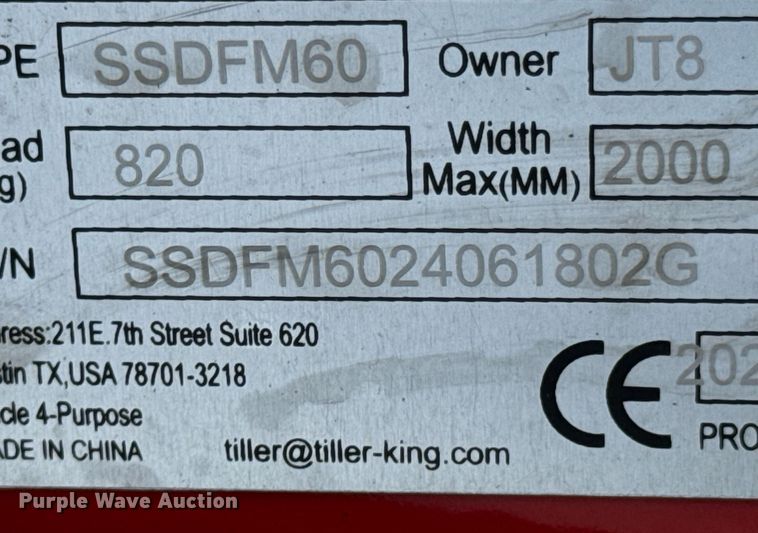 PE SSDFM60 Owner JT8
ad 820 Width 2000
g) Max(MM)
/N SSDFM6024061802G
ress:211E.7th Street Suite 620
stin TX,USA 78701-3218
cle 4-Purpose CE 202
ADE IN CHINA tiller@tiller-king.com PRO
Purple Wave Auction